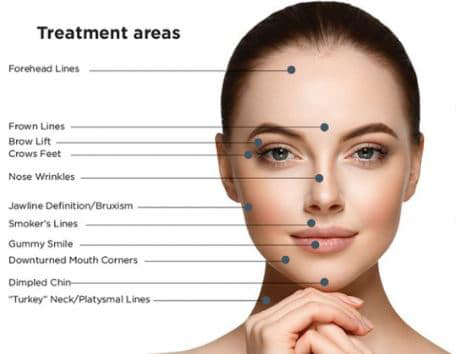 Treatment areas
Forehead Lines
Frown Lines
Brow Lift
Crows Feet
Nose Wrinkles
Jawline Definition/Bruxism
Smoker's Lines
Gummy Smile
Downturned Mouth Corners
Dimpled Chin
"Turkey" Neck/Platysmal Lines